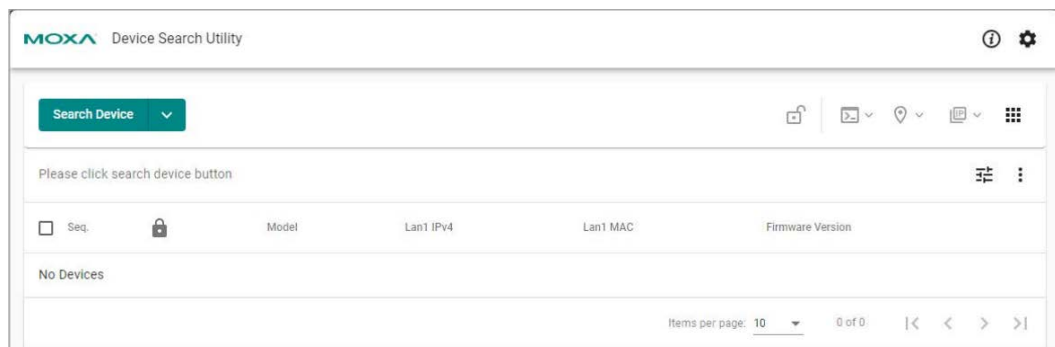 MOXA Device Search Utility
Search Device
IP
Please click search device button
Seq. Model Lan1 IPv4 Lan1 MAC Firmware Version
No Devices
Items per page: 10 0 of 0